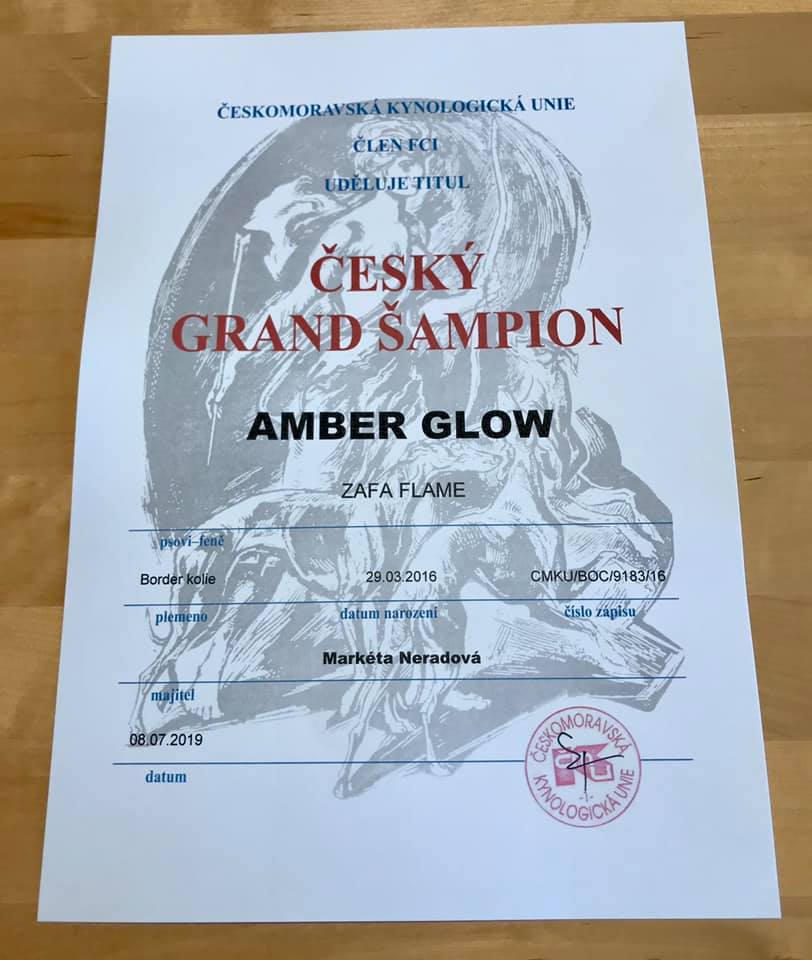 ČESKOMORAVSKÁ KYNOLOGICKÁ UNIE
ČLEN FCI
UDĚLUJE TITUL
ČESKÝ
GRAND ŠAMPION
AMBER GLOW
ZAFA FLAME
psovi–feně
Border kolie 29.03.2016 CMKU/BOC/9183/16
plemeno datum narození číslo zápisu
Markéta Neradová
majitel
08.07.2019
datum
ČESKOMORAVSKÁ
KYNOLOGICKÁ UNIE
-1-